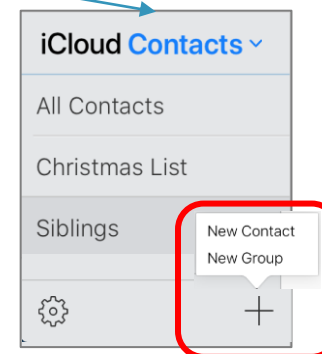 iCloud Contacts
All Contacts
Christmas List
Siblings
New Contact
New Group